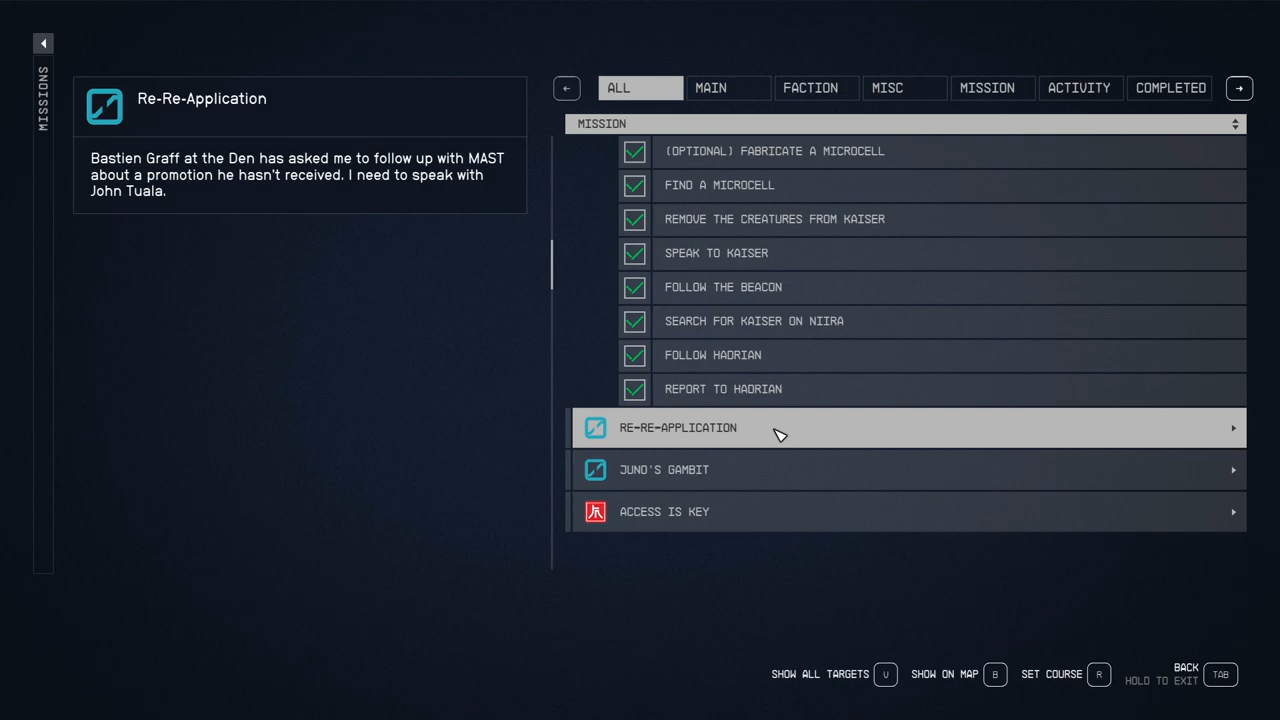 MISSIONS
Re-Re-Application
Bastien Graff at the Den has asked me to follow up with MAST
about a promotion he hasn't received. I need to speak with
John Tuala.
ALL
MAIN
FACTION
MISC
MISSION
ACTIVITY
COMPLETED
MISSION
(OPTIONAL) FABRICATE A MICROCELL
FIND A MICROCELL
REMOVE THE CREATURES FROM KAISER
SPEAK TO KAISER
FOLLOW THE BEACON
SEARCH FOR KAISER ON NIIRA
FOLLOW HADRIAN
REPORT TO HADRIAN
RE-RE-APPLICATION
JUNO'S GAMBIT
ACCESS IS KEY
SHOW ALL TARGETS V
SHOW ON MAP B
SET COURSE R
BACK
HOLD TO EXIT
TAB